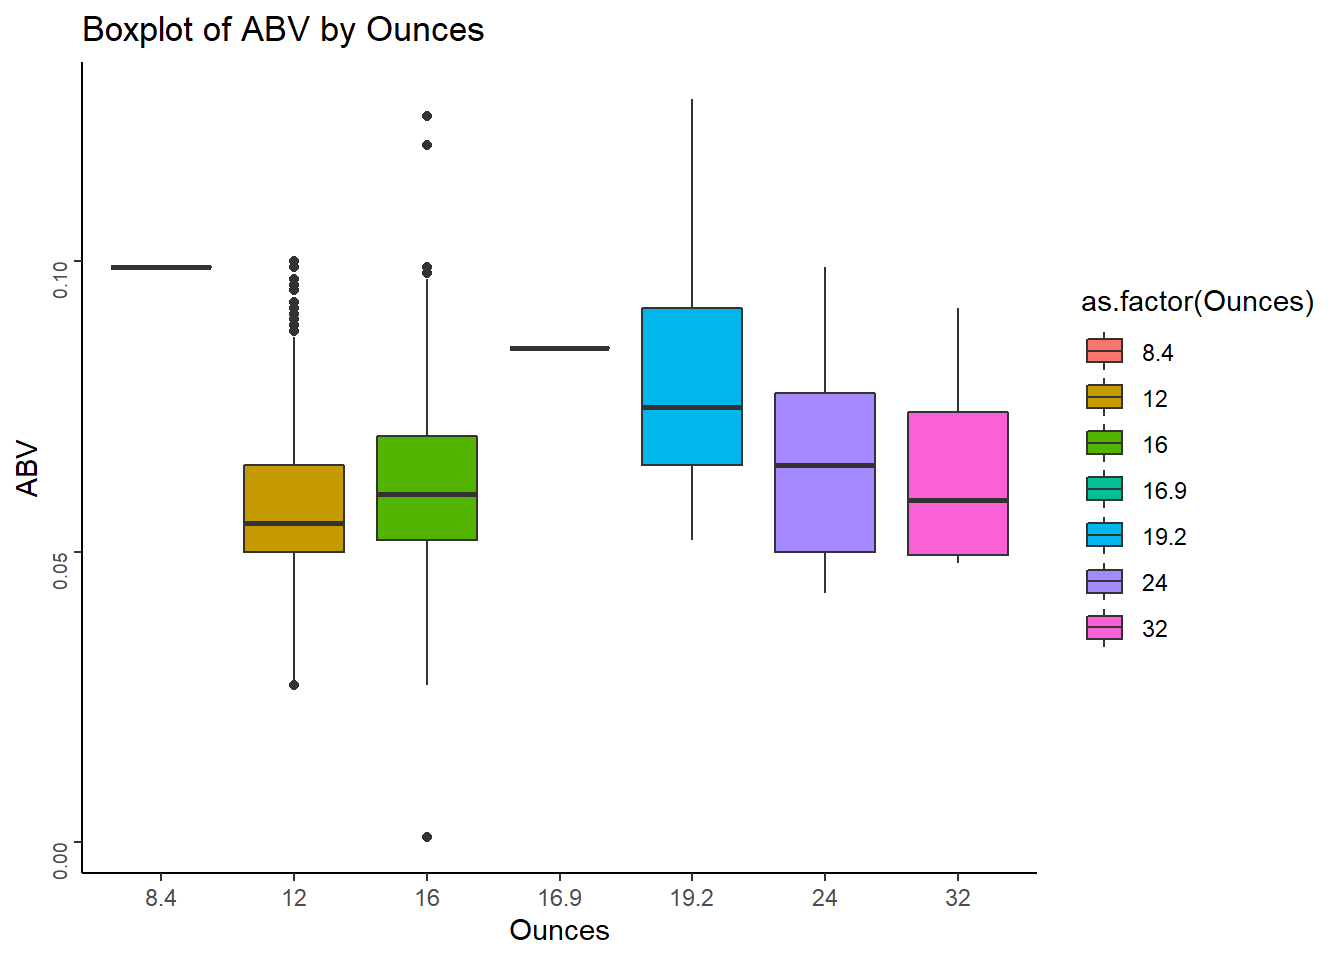 Boxplot of ABV by Ounces
ABV
0.10
0.05
0.00
8.4 12 16 16.9 19.2 24 32
Ounces
as.factor(Ounces)
8.4
12
16
16.9
19.2
24
32